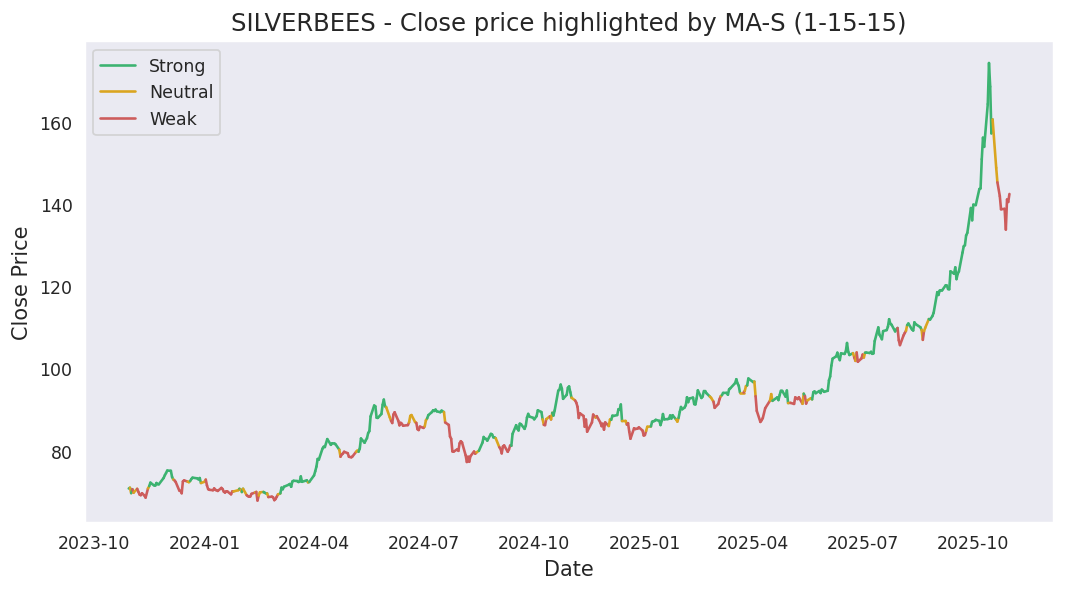 SILVERBEES - Close price highlighted by MA-S (1-15-15)
Strong
Neutral
Weak
Close Price
160
140
120
100
80
2023-10 2024-01 2024-04 2024-07 2024-10 2025-01 2025-04 2025-07 2025-10
Date